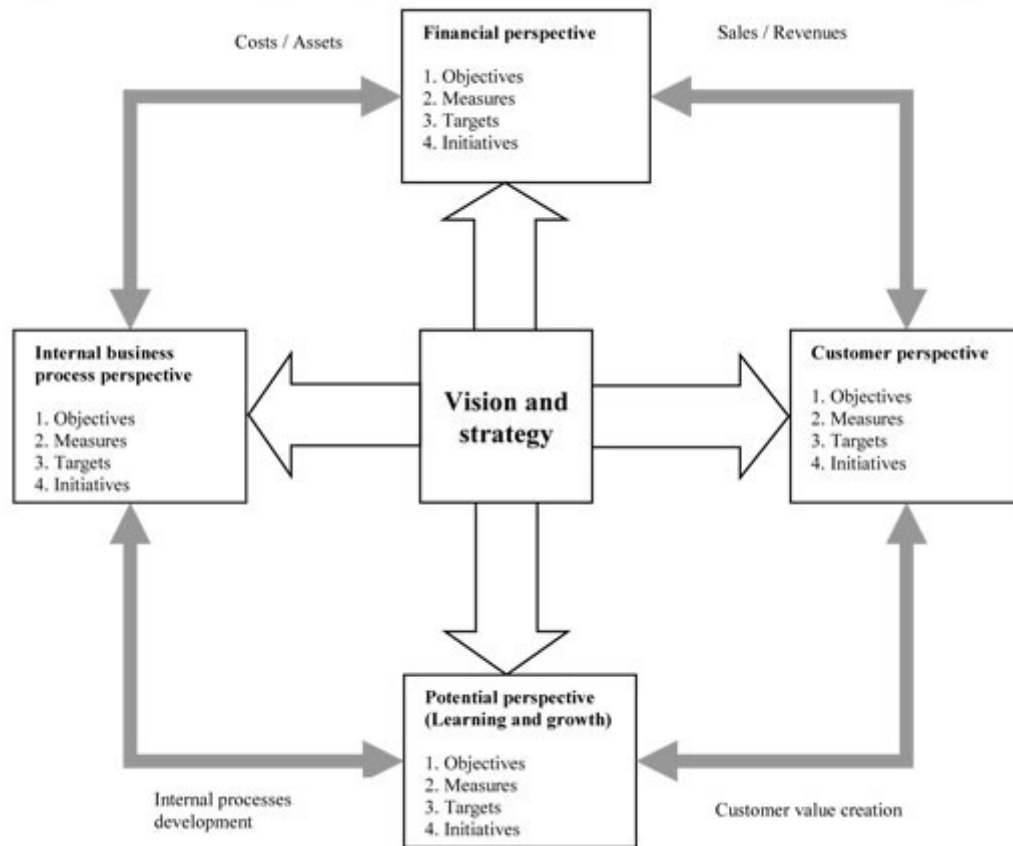 Costs / Assets
Financial perspective
1. Objectives
2. Measures
3. Targets
4. Initiatives
Sales / Revenues
Internal business
process perspective
1. Objectives
2. Measures
3. Targets
4. Initiatives
Vision and
strategy
Customer perspective
1. Objectives
2. Measures
3. Targets
4. Initiatives
Potential perspective
(Learning and growth)
1. Objectives
2. Measures
3. Targets
4. Initiatives
Internal processes
development
Customer value creation